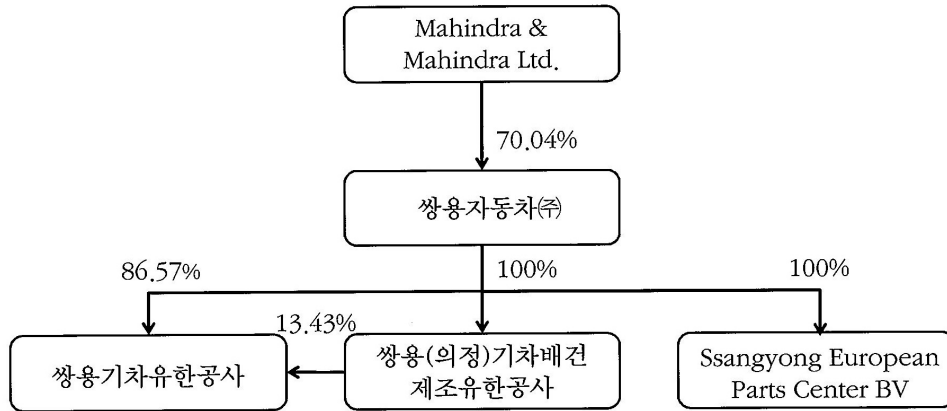 Mahindra &
Mahindra Ltd.
70.04%
쌍용자동차㈜
86.57%
100%
100%
13.43%
쌍용기차유한공사
쌍용(의정)기차배건
제조유한공사
Ssangyong European
Parts Center BV